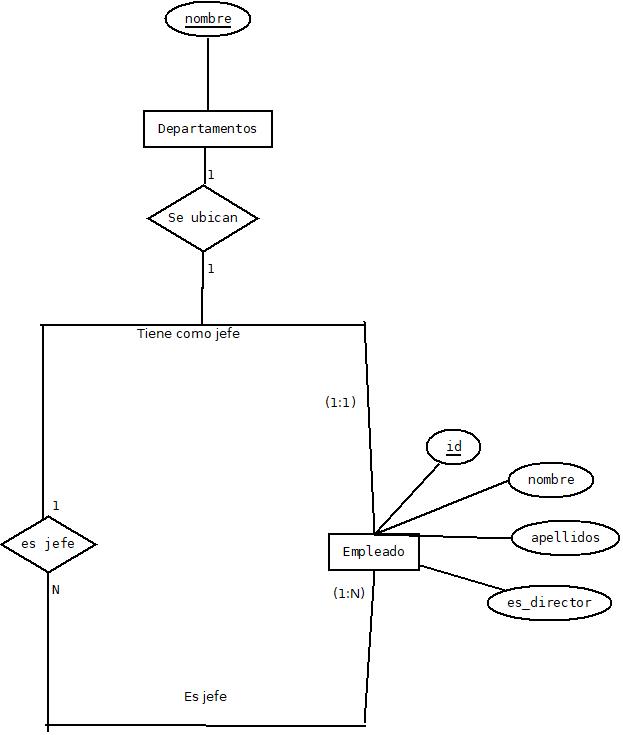 nombre
Departamentos
1
Se ubican
1
Tiene como jefe
(1:1)
id
nombre
1
apellidos
es jefe
Empleado
N
(1:N)
es_director
Es jefe